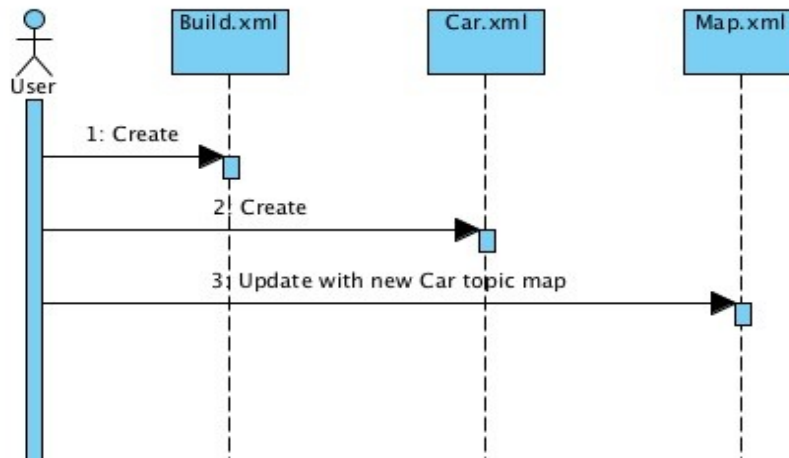 Build.xml
Car.xml
Map.xml
User
1: Create
2: Create
3: Update with new Car topic map